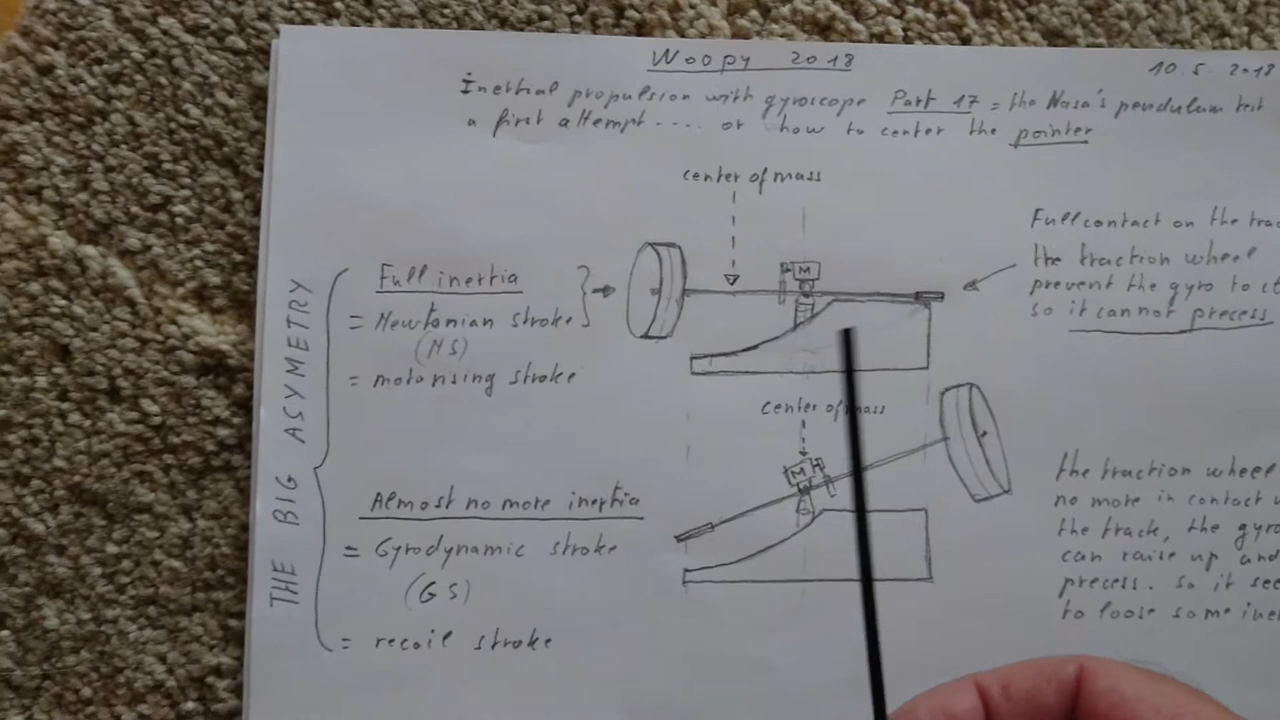 Woopy 2018
10.5 2018
Inertial propulsion with gyroscope Part 17 = the Nasa's pendulum test
a first attempt .... or how to center the pointer
center of mass
Full contact on the
the traction wheel
prevent the gyro to
so it cannot precess
M
THE BIG ASYMETRY
Full inertia
= Newtonian stroke
(NS)
= motorising stroke
center of mass
M
Almost no more inertia
= Gyrodynamic stroke
(GS)
= recoil stroke
the traction wheel
no more in contact
the track, the
can raise up and
precess. so it
to loose some